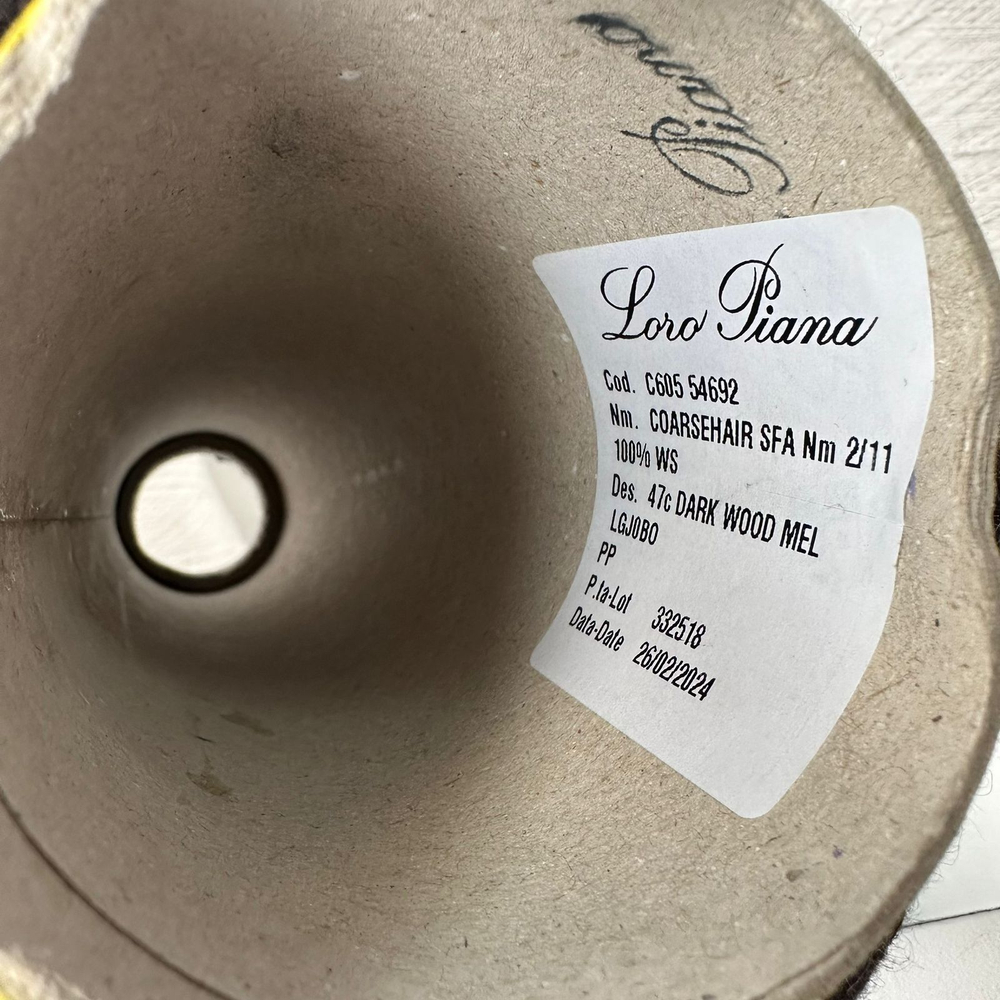 Piana
Loro Piana
Cod. C605 54692
Nm. COARSEHAIR SFA Nm 2/11
100% WS
Des. 47c DARK WOOD MEL
LGJ0B0
PP
P.ta-Lot 332518
Data-Date 26/02/2024